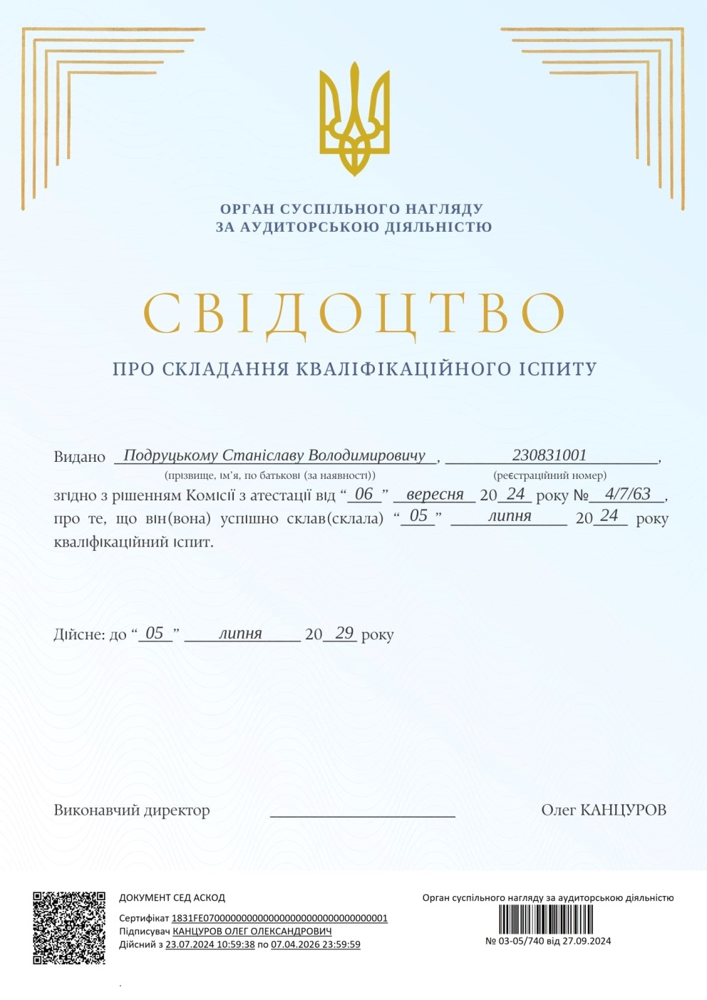 ОРГАН СУСПІЛЬНОГО НАГЛЯДУ
ЗА АУДИТОРСЬКОЮ ДІЯЛЬНІСТЮ
СВІДОЦТВО
ПРО СКЛАДАННЯ КВАЛІФІКАЦІЙНОГО ІСПИТУ
Видано Подруцькому Станіславу Володимировичу, 230831001,
(прізвище, ім’я, по батькові (за наявності)) (реєстраційний номер)
згідно з рішенням Комісії з атестації від “06” вересня 2024 року № 4/7/63,
про те, що він(вона) успішно склав(склала) “05” липня 2024 року
кваліфікаційний іспит.
Дійсне: до “05” липня 2029 року
Виконавчий директор Олег КАНЦУРОВ
ДОКУМЕНТ СЕД АСКОД
Сертифікат 1831FE0700000000000000000000000000000001
Підписувач КАНЦУРОВ ОЛЕГ ОЛЕКСАНДРОВИЧ
Дійсний з 23.07.2024 10:59:38 по 07.04.2026 23:59:59
Орган суспільного нагляду за аудиторською діяльністю
№ 03-05/740 від 27.09.2024